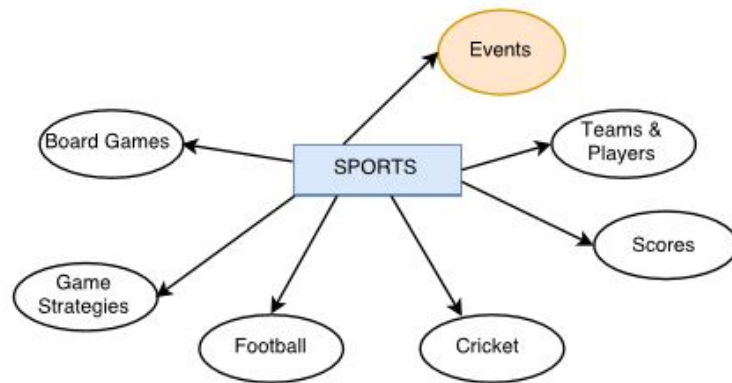 Events
Board Games
Teams &
Players
SPORTS
Scores
Game
Strategies
Football
Cricket